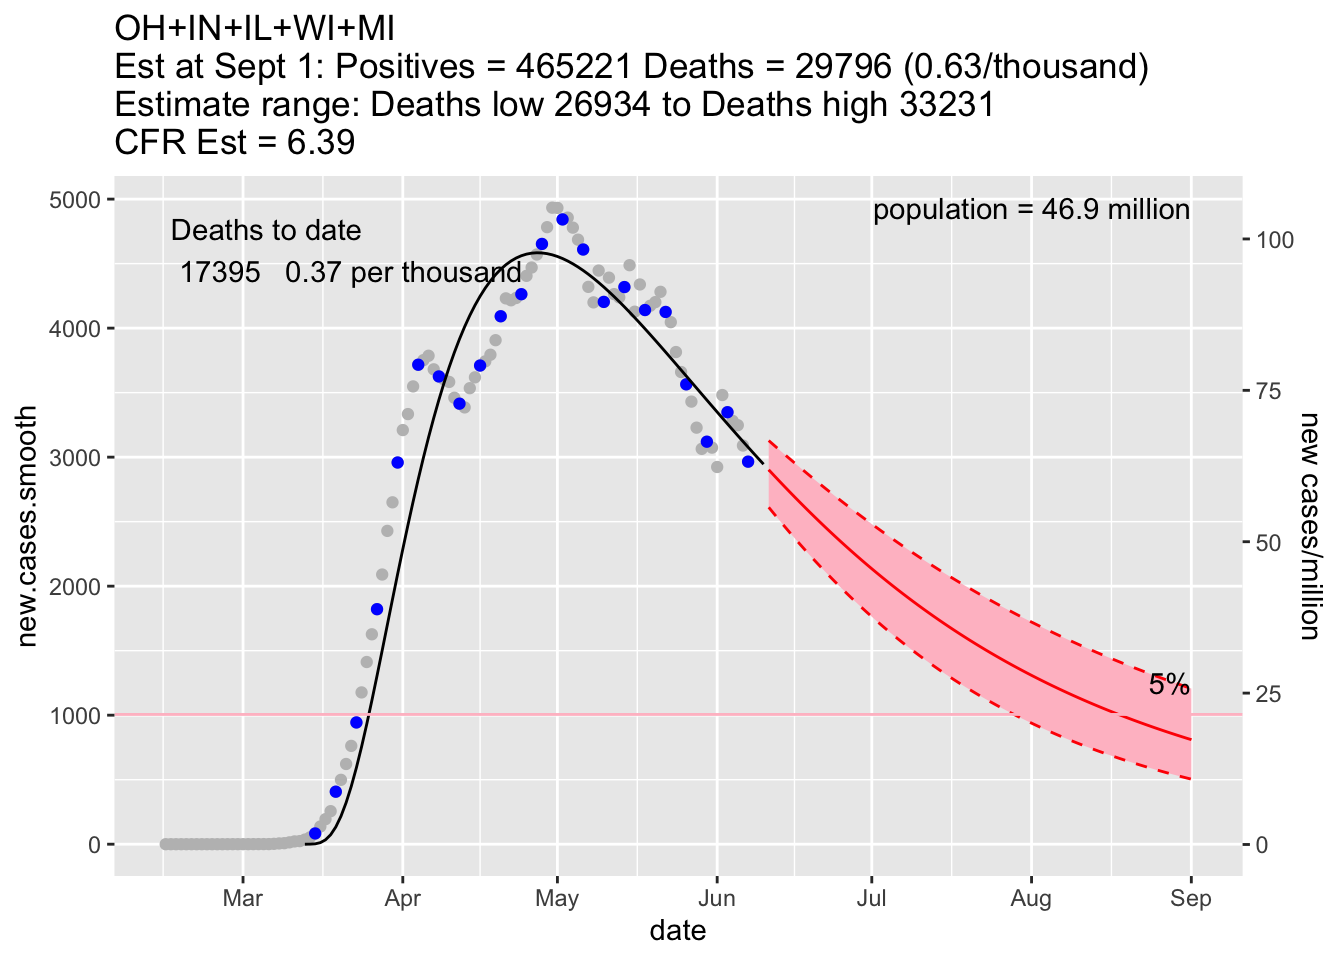 OH+IN+IL+WI+MI
Est at Sept 1: Positives = 465221 Deaths = 29796 (0.63/thousand)
Estimate range: Deaths low 26934 to Deaths high 33231
CFR Est = 6.39
5000
4000
3000
2000
1000
0
new.cases.smooth
Deaths to date
17395 0.37 per thousand
population = 46.9 million
5%
100
75
50
25
0
new cases/million
Mar Apr May Jun Jul Aug Sep
date